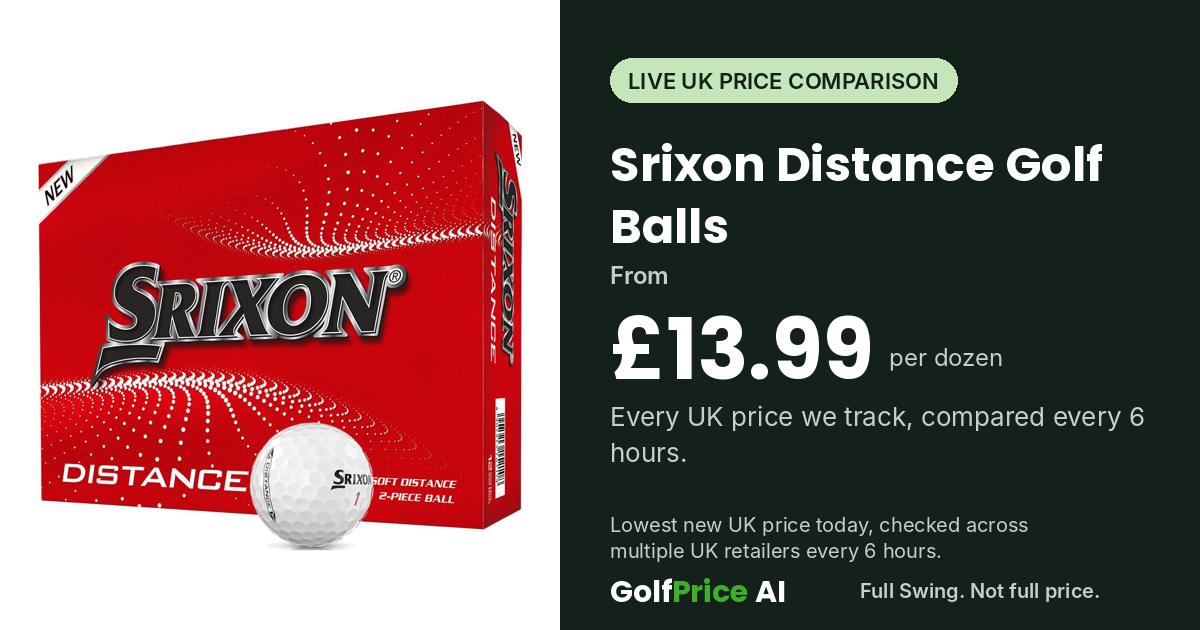 NEW
NEW
SRIXON®
SRIXON
DISTANCE
DISTANCE
SOFT DISTANCE
2-PIECE BALL
DISTANCE
SRIXON
1
LIVE UK PRICE COMPARISON
Srixon Distance Golf
Balls
From
£13.99 per dozen
Every UK price we track, compared every 6
hours.
Lowest new UK price today, checked across
multiple UK retailers every 6 hours.
GolfPrice AI
Full Swing. Not full price.